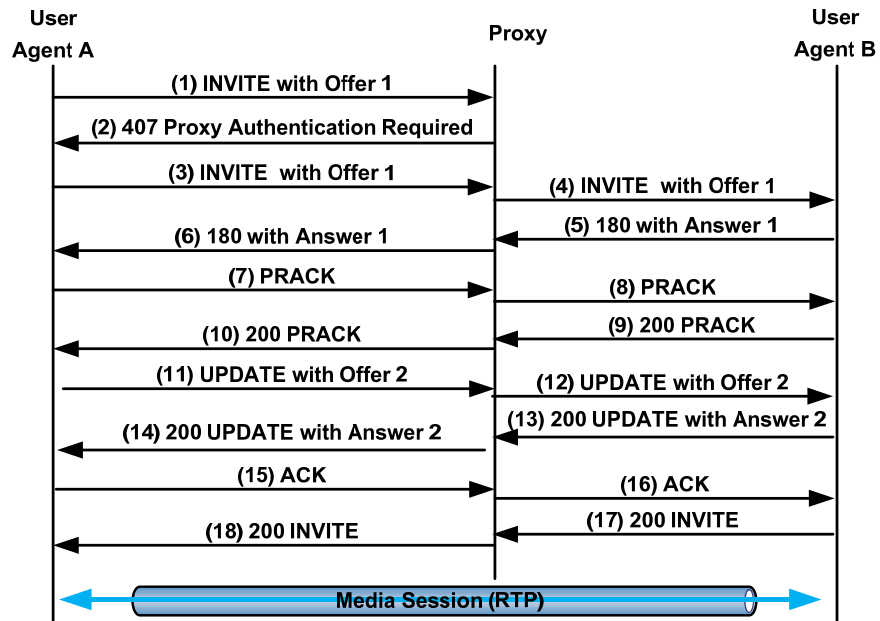 User
Agent A
Proxy
User
Agent B
(1) INVITE with Offer 1
(2) 407 Proxy Authentication Required
(3) INVITE with Offer 1
(4) INVITE with Offer 1
(5) 180 with Answer 1
(6) 180 with Answer 1
(7) PRACK
(8) PRACK
(9) 200 PRACK
(10) 200 PRACK
(11) UPDATE with Offer 2
(12) UPDATE with Offer 2
(13) 200 UPDATE with Answer 2
(14) 200 UPDATE with Answer 2
(15) ACK
(16) ACK
(17) 200 INVITE
(18) 200 INVITE
Media Session (RTP)